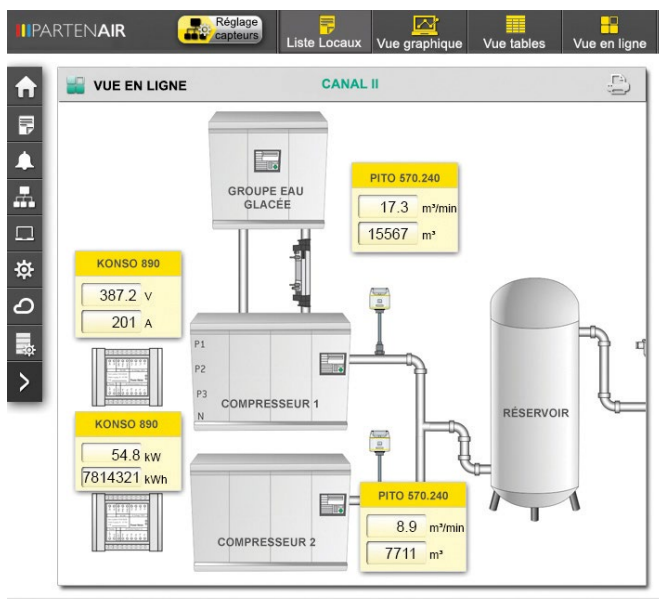 PARTENAIR
Réglage
capteurs
Liste Locaux
Vue graphique
Vue tables
Vue en ligne
VUE EN LIGNE
CANAL II
GROUPE EAU
GLACÉE
PITO 570.240
17.3 m³/min
15567 m³
KONSO 890
387.2 V
201 A
P1
P2
P3
N
COMPRESSEUR 1
RÉSERVOIR
KONSO 890
54.8 kW
7814321 kWh
COMPRESSEUR 2
PITO 570.240
8.9 m³/min
7711 m³